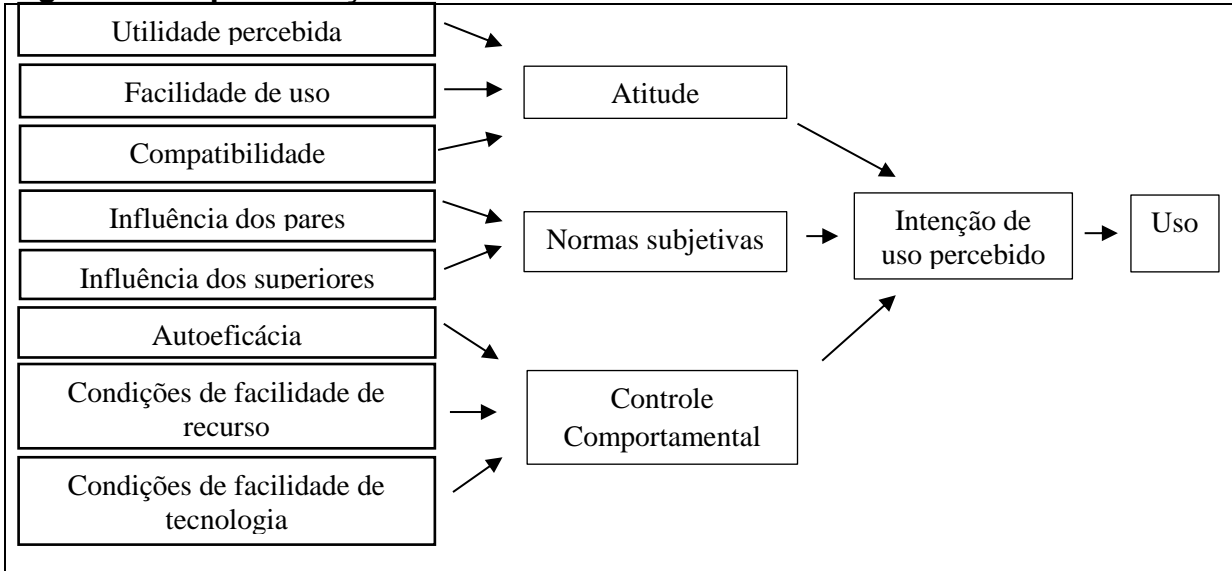 Utilidade percebida
Facilidade de uso
Compatibilidade
Influência dos pares
Influência dos superiores
Autoeficácia
Condições de facilidade de
recurso
Condições de facilidade de
tecnologia
Atitude
Normas subjetivas
Controle
Comportamental
Intenção de
uso percebido
Uso